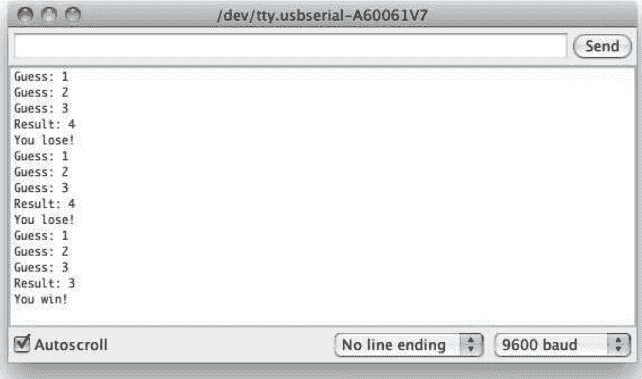 /dev/tty.usbserial-A60061V7
Send
Guess: 1
Guess: 2
Guess: 3
Result: 4
You lose!
Guess: 1
Guess: 2
Guess: 3
Result: 4
You lose!
Guess: 1
Guess: 2
Guess: 3
Result: 3
You win!
Autoscroll
No line ending
9600 baud